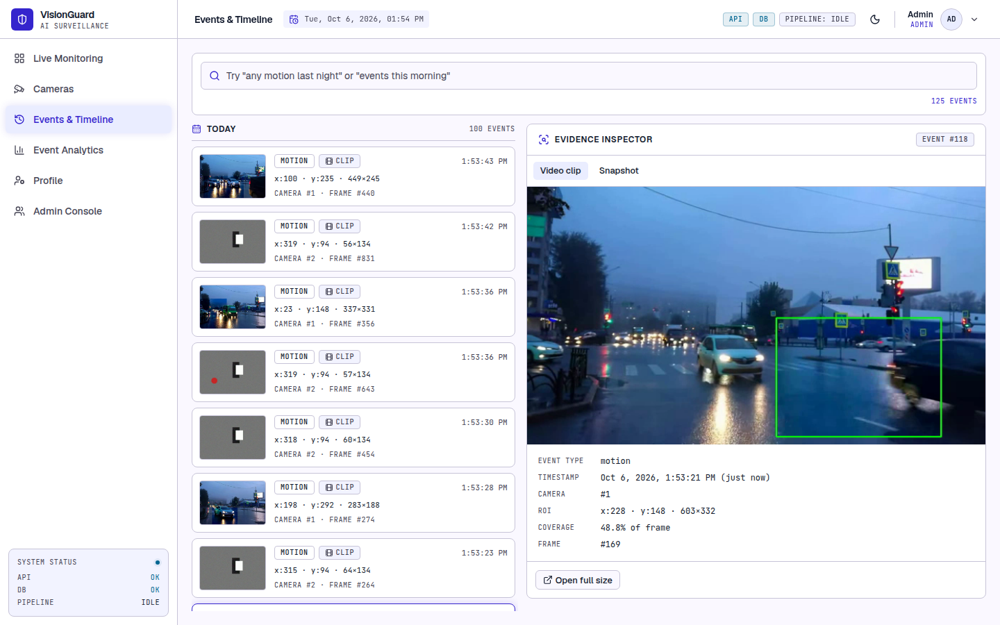 VisionGuard
AI SURVEILLANCE
Live Monitoring
Cameras
Events & Timeline
Event Analytics
Profile
Admin Console
SYSTEM STATUS
API OK
DB OK
PIPELINE IDLE
Events & Timeline
Tue, Oct 6, 2026, 01:54 PM
API
DB
PIPELINE: IDLE
Admin
ADMIN
AD
Try "any motion last night" or "events this morning"
125 EVENTS
TODAY
100 EVENTS
MOTION CLIP 1:53:43 PM
x:100 · y:235 · 449×245
CAMERA #1 · FRAME #440
MOTION CLIP 1:53:42 PM
x:319 · y:94 · 56×134
CAMERA #2 · FRAME #831
MOTION CLIP 1:53:36 PM
x:23 · y:148 · 337×331
CAMERA #1 · FRAME #356
MOTION CLIP 1:53:36 PM
x:319 · y:94 · 57×134
CAMERA #2 · FRAME #643
MOTION CLIP 1:53:30 PM
x:318 · y:94 · 60×134
CAMERA #2 · FRAME #454
MOTION CLIP 1:53:28 PM
x:198 · y:292 · 283×188
CAMERA #1 · FRAME #274
MOTION CLIP 1:53:23 PM
x:315 · y:94 · 64×134
CAMERA #2 · FRAME #264
EVIDENCE INSPECTOR
EVENT #118
Video clip
Snapshot
EVENT TYPE motion
TIMESTAMP Oct 6, 2026, 1:53:21 PM (just now)
CAMERA #1
ROI x:228 · y:148 · 603×332
COVERAGE 48.8% of frame
FRAME #169
Open full size